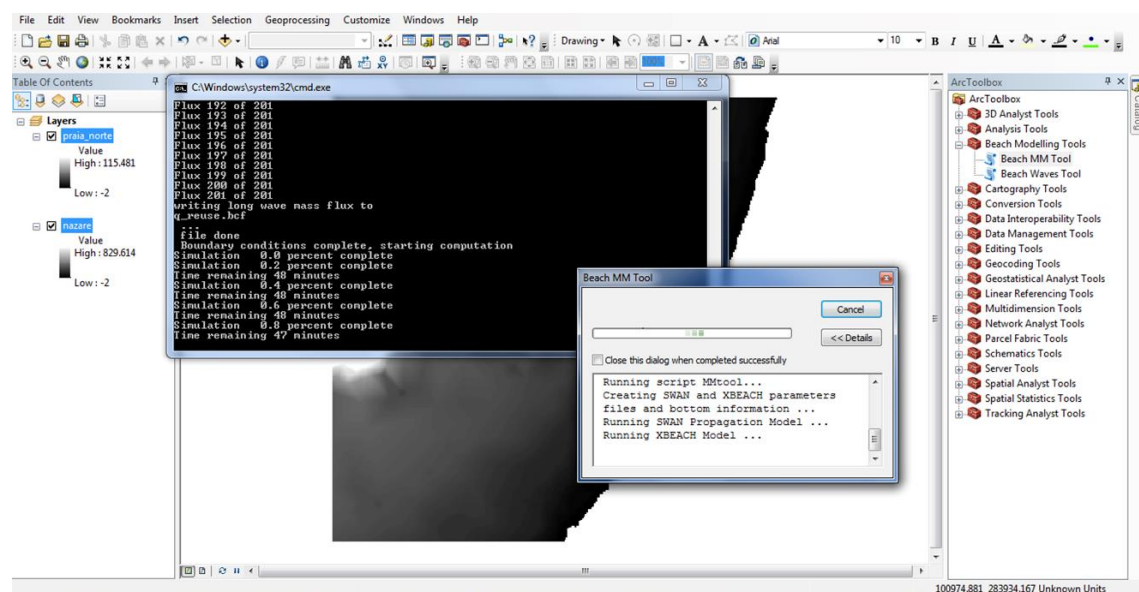 File Edit View Bookmarks Insert Selection Geoprocessing Customize Windows Help
Drawing A Arial 10 B I U A
100%
Table Of Contents
Layers
praia_norte
Value
High : 115.481
Low : -2
nazare
Value
High : 829.614
Low : -2
C:\Windows\system32\cmd.exe
Flux 192 of 201
Flux 193 of 201
Flux 194 of 201
Flux 195 of 201
Flux 196 of 201
Flux 197 of 201
Flux 198 of 201
Flux 199 of 201
Flux 200 of 201
Flux 201 of 201
writing long wave mass flux to
q_reuse.bcf
...
file done
Boundary conditions complete, starting computation
Simulation 0.0 percent complete
Simulation 0.2 percent complete
Time remaining 48 minutes
Simulation 0.4 percent complete
Time remaining 48 minutes
Simulation 0.6 percent complete
Time remaining 48 minutes
Simulation 0.8 percent complete
Time remaining 47 minutes
Beach MM Tool
Cancel
<< Details
Close this dialog when completed successfully
Running script MMtool...
Creating SWAN and XBEACH parameters
files and bottom information ...
Running SWAN Propagation Model ...
Running XBEACH Model ...
ArcToolbox
ArcToolbox
3D Analyst Tools
Analysis Tools
Beach Modelling Tools
Beach MM Tool
Beach Waves Tool
Cartography Tools
Conversion Tools
Data Interoperability Tools
Data Management Tools
Editing Tools
Geocoding Tools
Geostatistical Analyst Tools
Linear Referencing Tools
Multidimension Tools
Network Analyst Tools
Parcel Fabric Tools
Schematics Tools
Server Tools
Spatial Analyst Tools
Spatial Statistics Tools
Tracking Analyst Tools
Catalog
100974,881 283934,167 Unknown Units